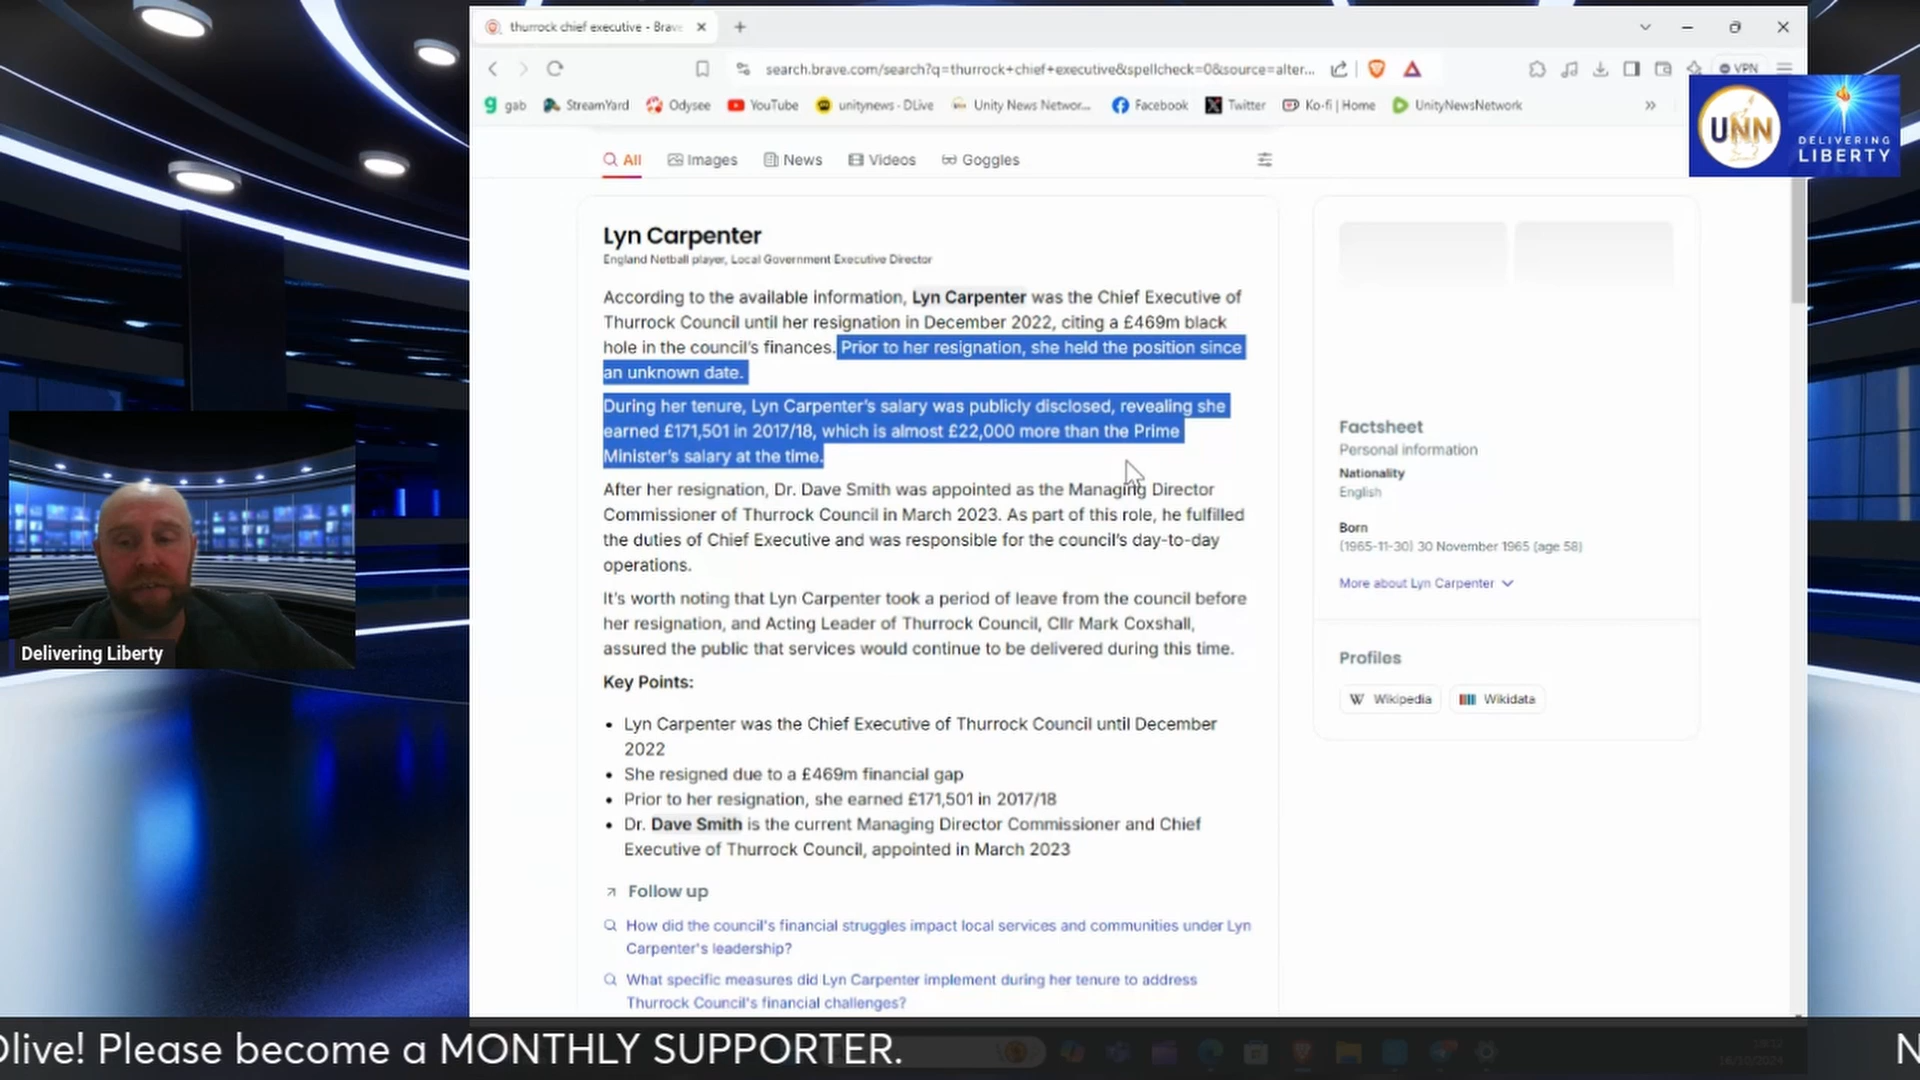 thurrock chief executive - Brave
search.brave.com/search?q=thurrock+chief+executive&spellcheck=0&source=alter...
VPN
gab
StreamYard
Odysee
YouTube
unitynews - DLive
Unity News Networ...
Facebook
Twitter
Ko-fi | Home
UnityNewsNetwork
»
UNN
DELIVERING
LIBERTY
All
Images
News
Videos
Goggles
Lyn Carpenter
England Netball player, Local Government Executive Director
According to the available information, Lyn Carpenter was the Chief Executive of
Thurrock Council until her resignation in December 2022, citing a £469m black
hole in the council's finances. Prior to her resignation, she held the position since
an unknown date.
During her tenure, Lyn Carpenter's salary was publicly disclosed, revealing she
earned £171,501 in 2017/18, which is almost £22,000 more than the Prime
Minister's salary at the time.
After her resignation, Dr. Dave Smith was appointed as the Managing Director
Commissioner of Thurrock Council in March 2023. As part of this role, he fulfilled
the duties of Chief Executive and was responsible for the council's day-to-day
operations.
It's worth noting that Lyn Carpenter took a period of leave from the council before
her resignation, and Acting Leader of Thurrock Council, Cllr Mark Coxshall,
assured the public that services would continue to be delivered during this time.
Key Points:
• Lyn Carpenter was the Chief Executive of Thurrock Council until December
2022
• She resigned due to a £469m financial gap
• Prior to her resignation, she earned £171,501 in 2017/18
• Dr. Dave Smith is the current Managing Director Commissioner and Chief
Executive of Thurrock Council, appointed in March 2023
Follow up
How did the council's financial struggles impact local services and communities under Lyn
Carpenter's leadership?
What specific measures did Lyn Carpenter implement during her tenure to address
Thurrock Council's financial challenges?
Factsheet
Personal information
Nationality
English
Born
(1965-11-30) 30 November 1965 (age 58)
More about Lyn Carpenter
Profiles
W Wikipedia
Wikidata
Delivering Liberty
Dlive! Please become a MONTHLY SUPPORTER.
N